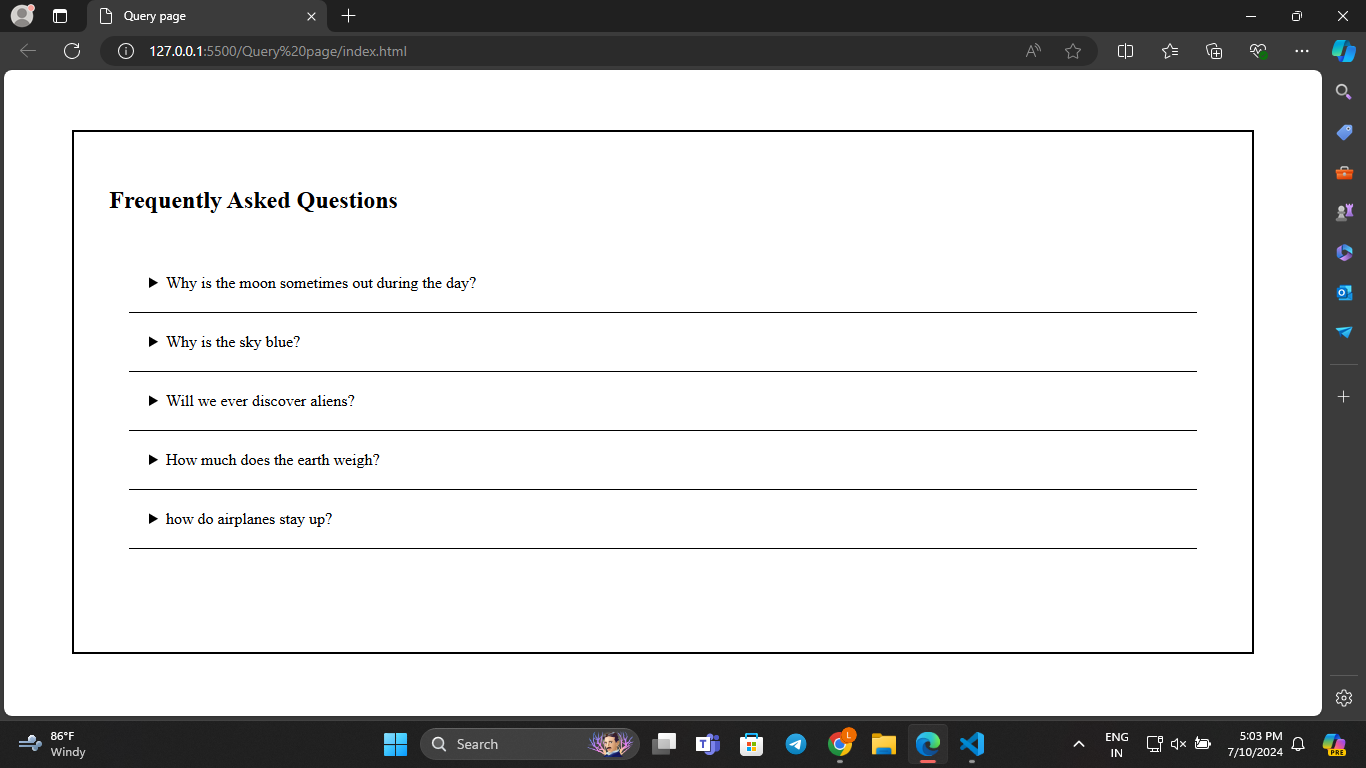 Query page
127.0.0.1:5500/Query%20page/index.html
Frequently Asked Questions
Why is the moon sometimes out during the day?
Why is the sky blue?
Will we ever discover aliens?
How much does the earth weigh?
how do airplanes stay up?
86°F
Windy
Search
L
ENG
IN
5:03 PM
7/10/2024
PRE